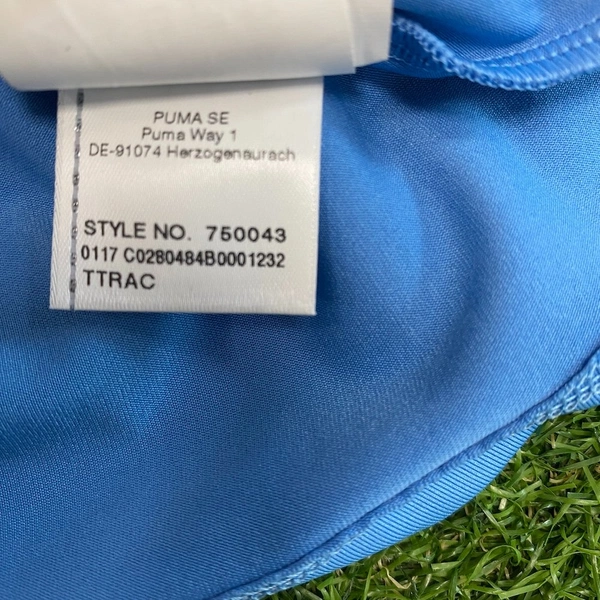 PUMA SE
Puma Way 1
DE-91074 Herzogenaurach
STYLE NO. 750043
0117 C0280484B0001232
TTRAC